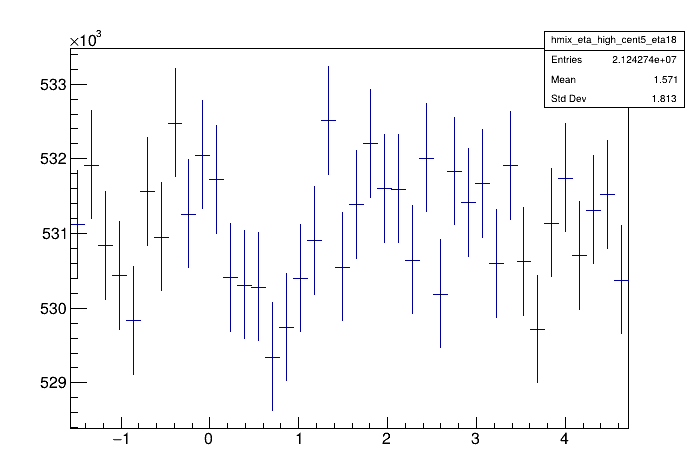 ×10³
hmix_eta_high_cent5_eta18
Entries 2.124274e+07
Mean 1.571
Std Dev 1.813
533
532
531
530
529
−1 0 1 2 3 4